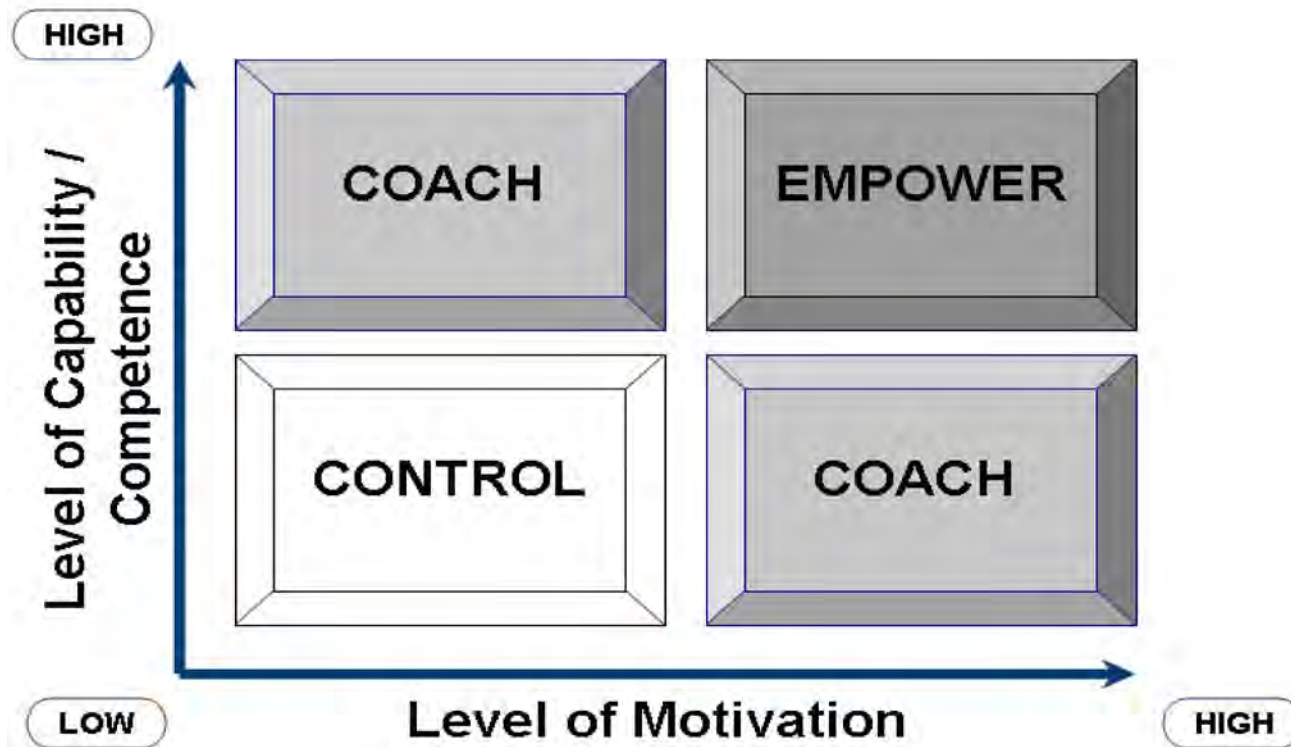 HIGH
COACH
EMPOWER
Level of Capability /
Competence
CONTROL
COACH
LOW
Level of Motivation
HIGH